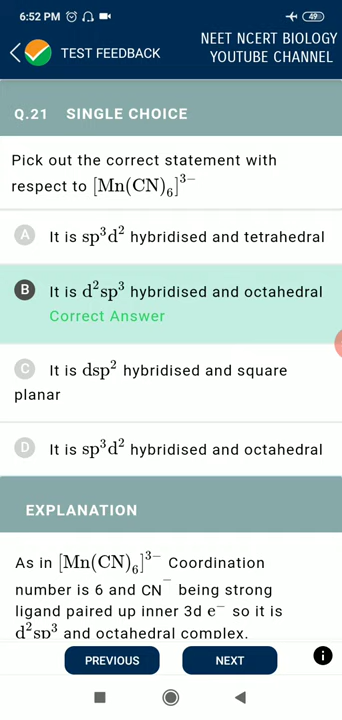 6:52 PM 49
TEST FEEDBACK
NEET NCERT BIOLOGY
YOUTUBE CHANNEL
Q.21 SINGLE CHOICE
Pick out the correct statement with
respect to [Mn(CN)₆]³⁻
A It is sp³d² hybridised and tetrahedral
B It is d²sp³ hybridised and octahedral
Correct Answer
C It is dsp² hybridised and square
planar
D It is sp³d² hybridised and octahedral
EXPLANATION
As in [Mn(CN)₆]³⁻ Coordination
number is 6 and CN⁻ being strong
ligand paired up inner 3d e⁻ so it is
d²sp³ and octahedral complex.
PREVIOUS NEXT i